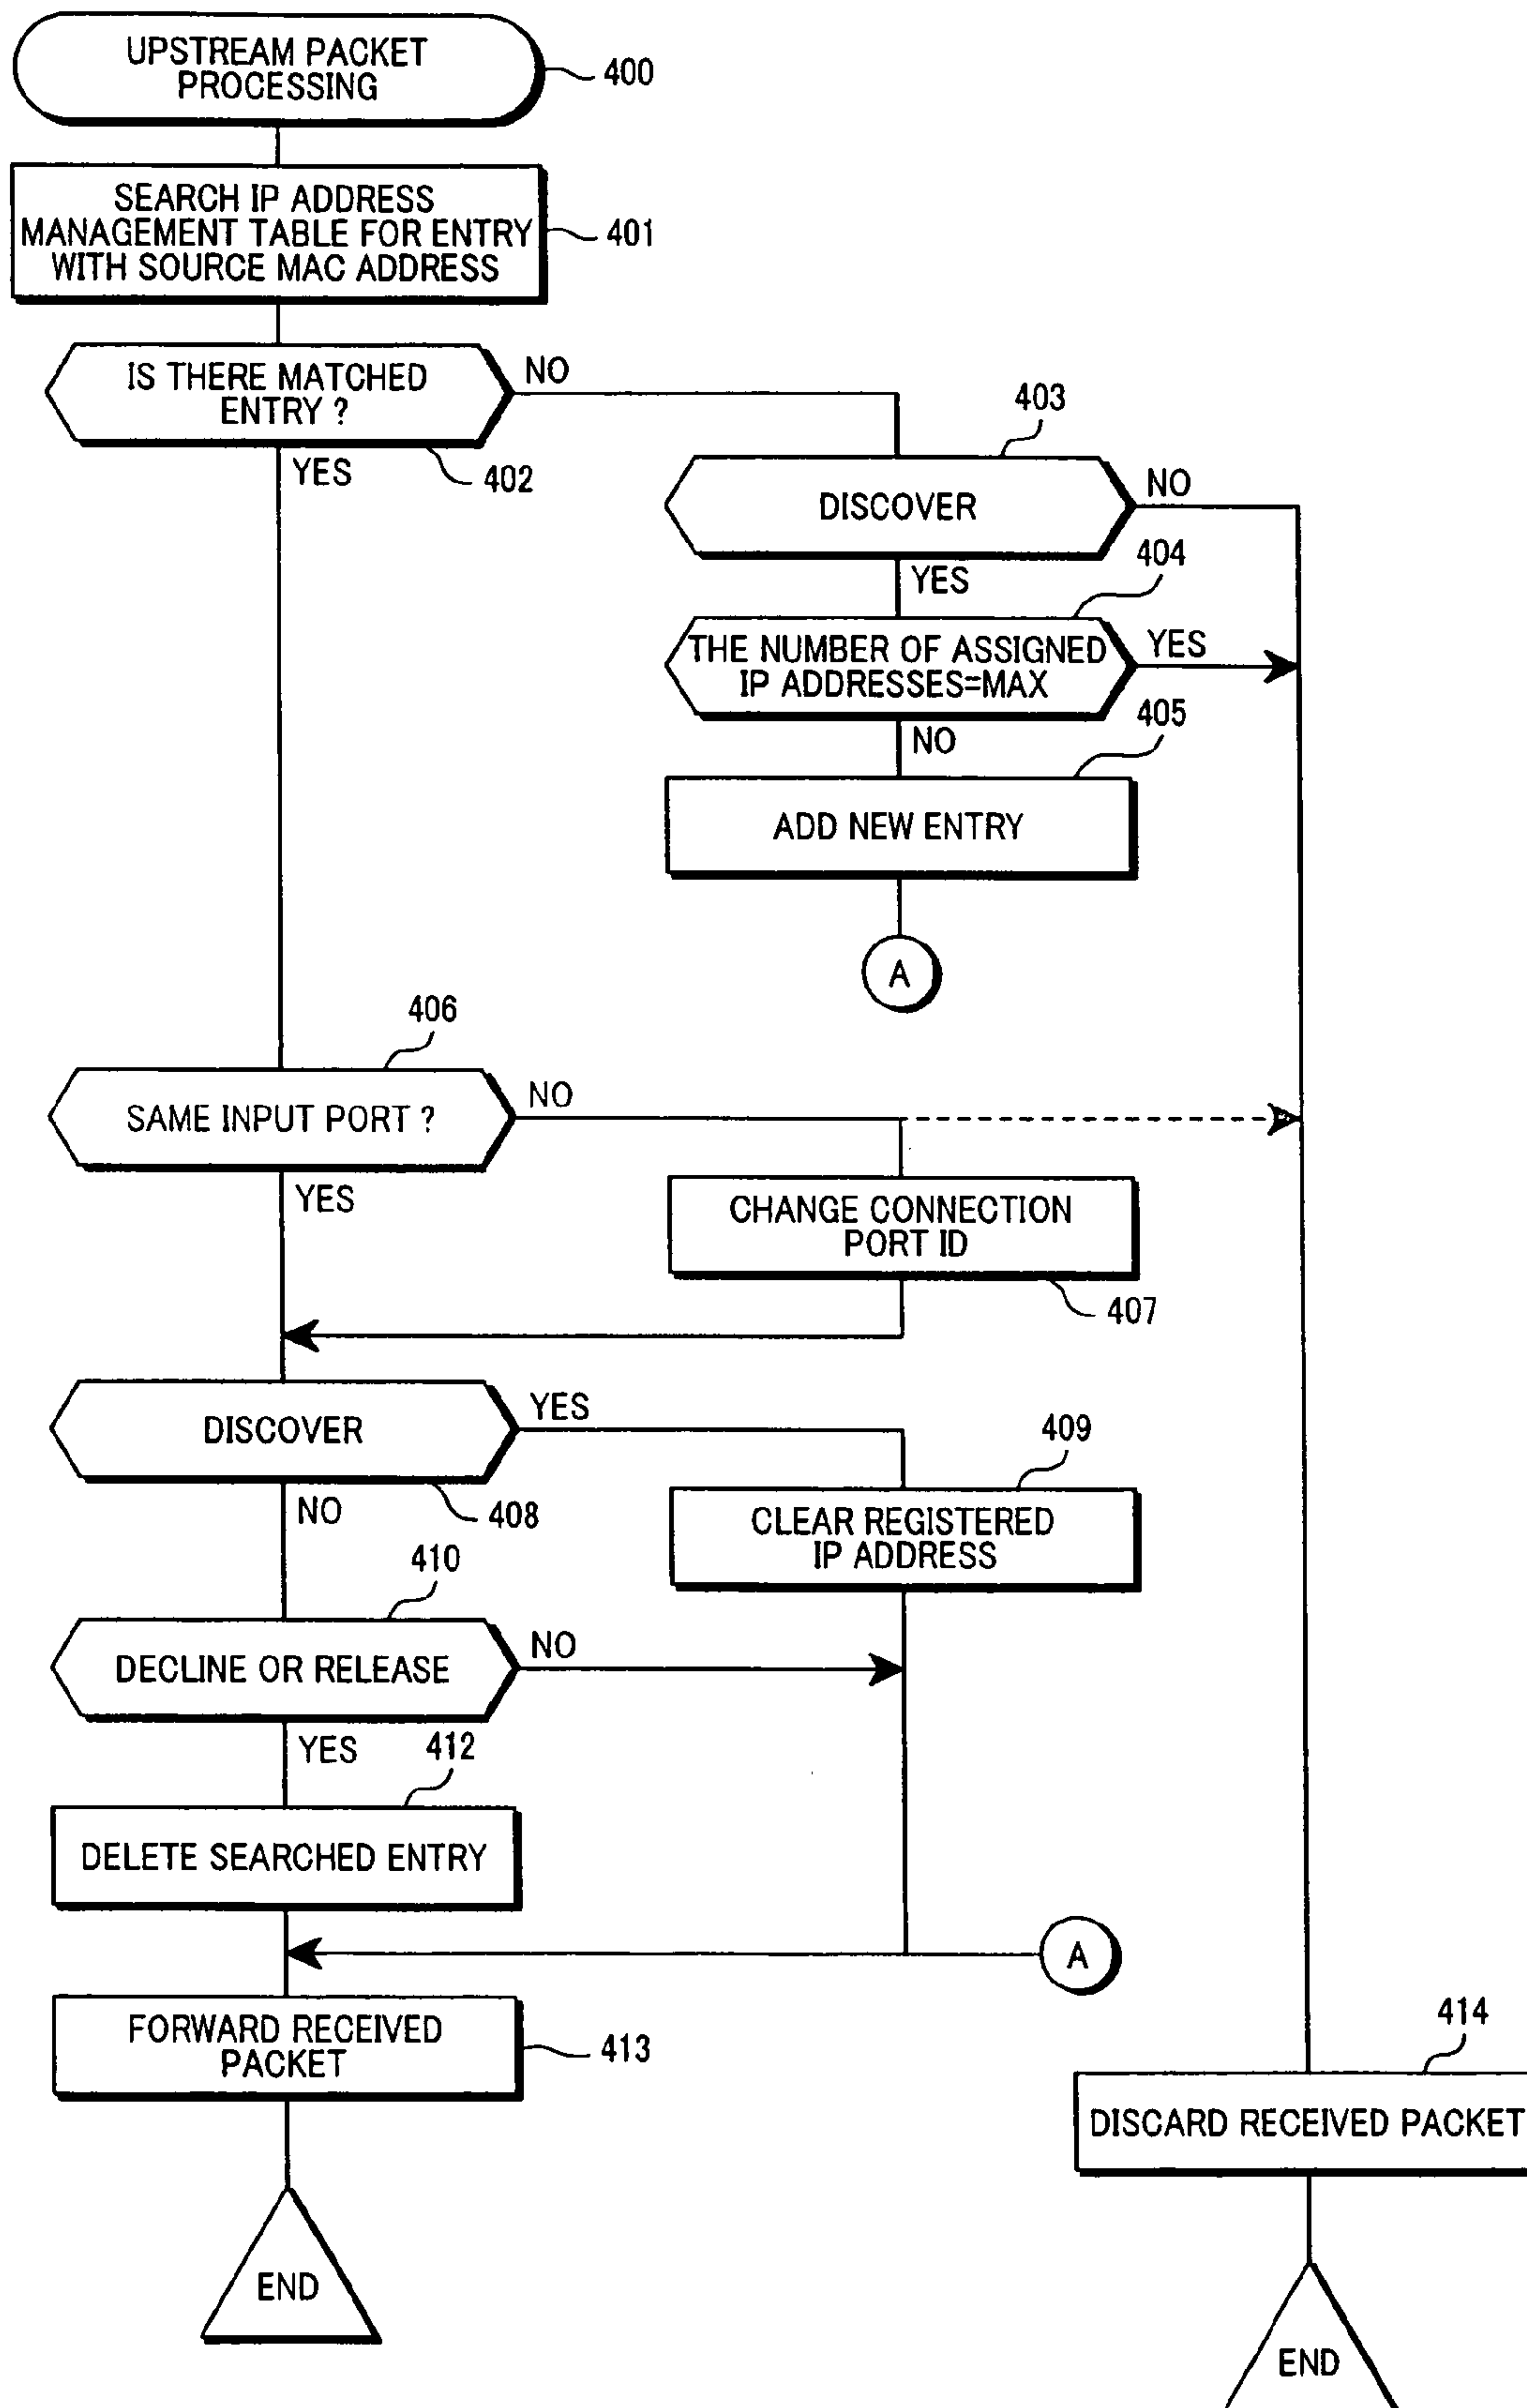 UPSTREAM PACKET
PROCESSING
400
SEARCH IP ADDRESS
MANAGEMENT TABLE FOR ENTRY
WITH SOURCE MAC ADDRESS
401
IS THERE MATCHED
ENTRY ?
NO
402
YES
403
DISCOVER
NO
YES
404
THE NUMBER OF ASSIGNED
IP ADDRESSES=MAX
YES
NO
405
ADD NEW ENTRY
A
406
SAME INPUT PORT ?
NO
YES
CHANGE CONNECTION
PORT ID
407
DISCOVER
YES
408
NO
409
CLEAR REGISTERED
IP ADDRESS
410
DECLINE OR RELEASE
NO
YES
412
DELETE SEARCHED ENTRY
A
FORWARD RECEIVED
PACKET
413
414
DISCARD RECEIVED PACKET
END
END